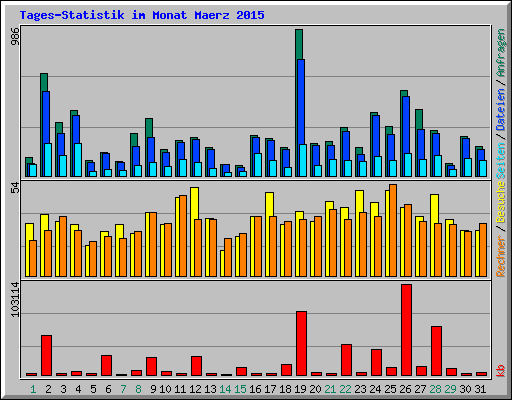 Tages-Statistik im Monat Maerz 2015
986
54
103114
Rechner / Besuche Seiten / Dateien / Anfragen
kb
1 2 3 4 5 6 7 8 9 10 11 12 13 14 15 16 17 18 19 20 21 22 23 24 25 26 27 28 29 30 31